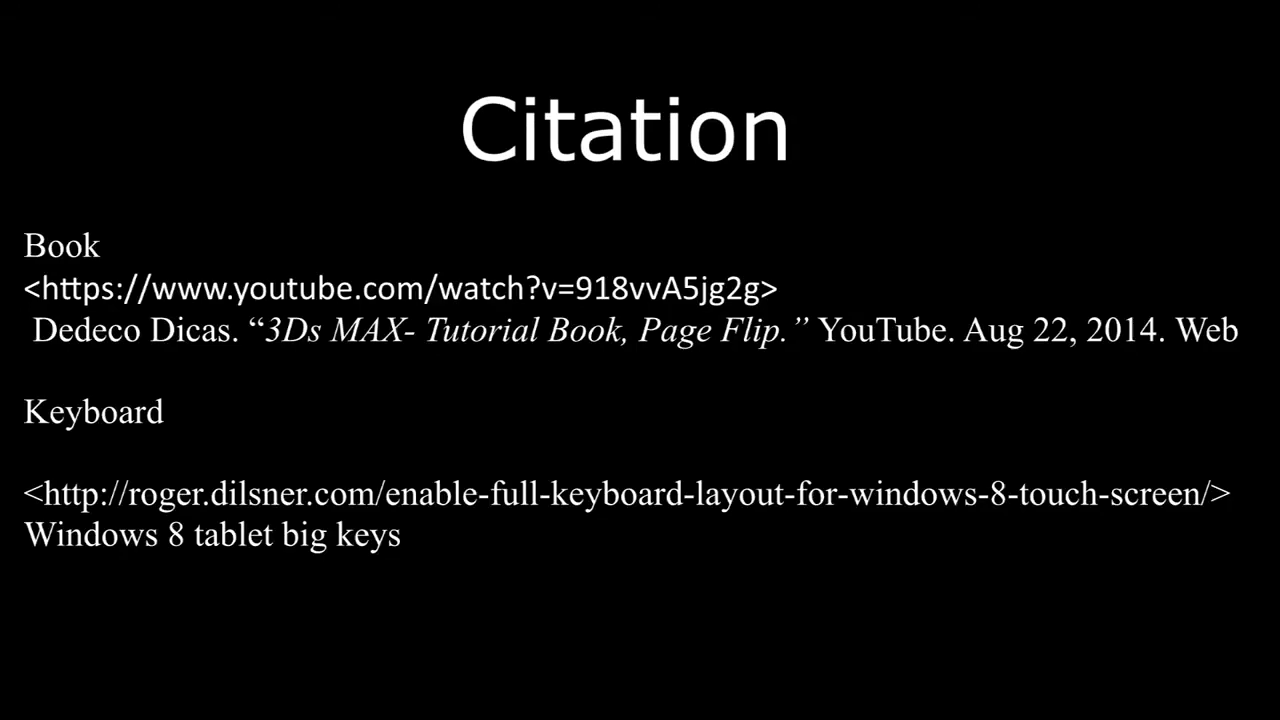 Citation
Book
<https://www.youtube.com/watch?v=918vvA5jg2g>
Dedeco Dicas. “3Ds MAX- Tutorial Book, Page Flip.” YouTube. Aug 22, 2014. Web
Keyboard
<http://roger.dilsner.com/enable-full-keyboard-layout-for-windows-8-touch-screen/>
Windows 8 tablet big keys